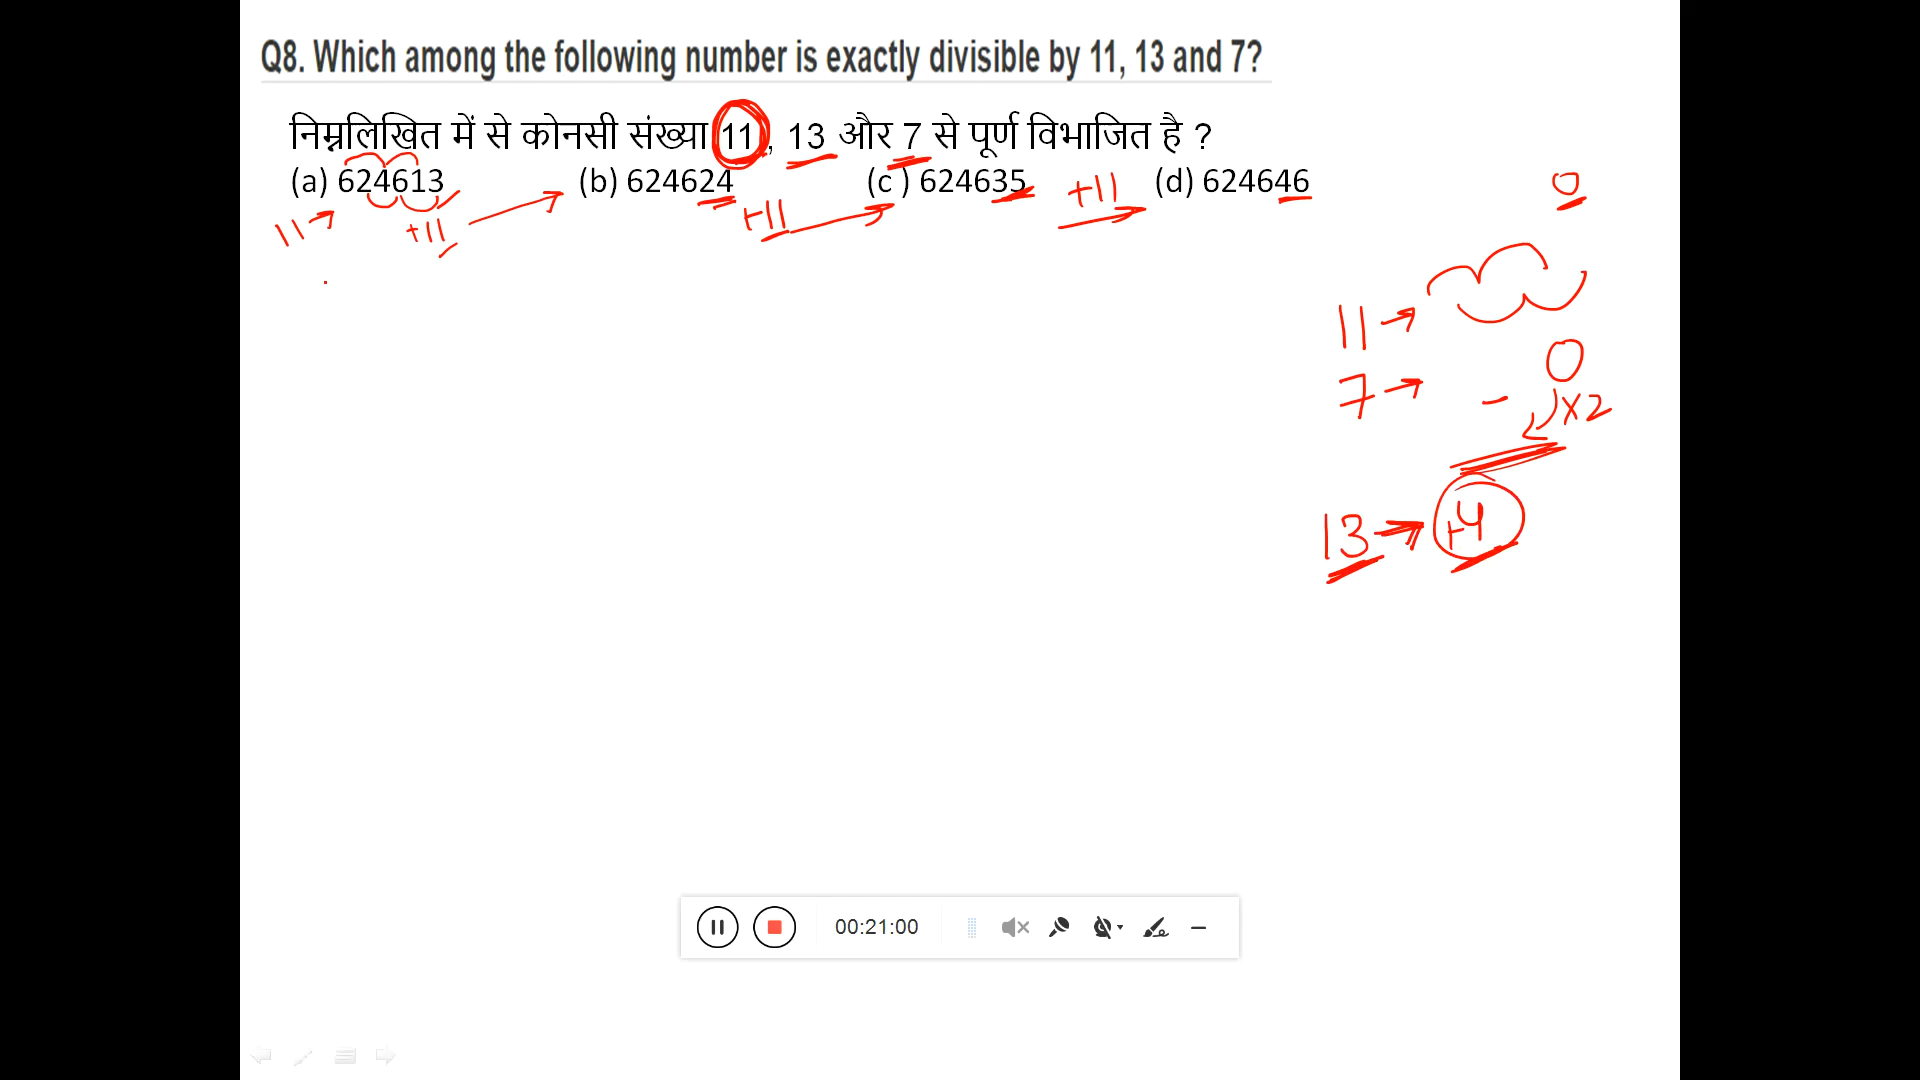 Q8. Which among the following number is exactly divisible by 11, 13 and 7?
निम्नलिखित में से कोनसी संख्या 11, 13 और 7 से पूर्ण विभाजित है ?
(a) 624613 (b) 624624 (c ) 624635 (d) 624646
11 → +11 +11 +11 0
11 →
7 → - 0
×2
13 → +4
00:21:00